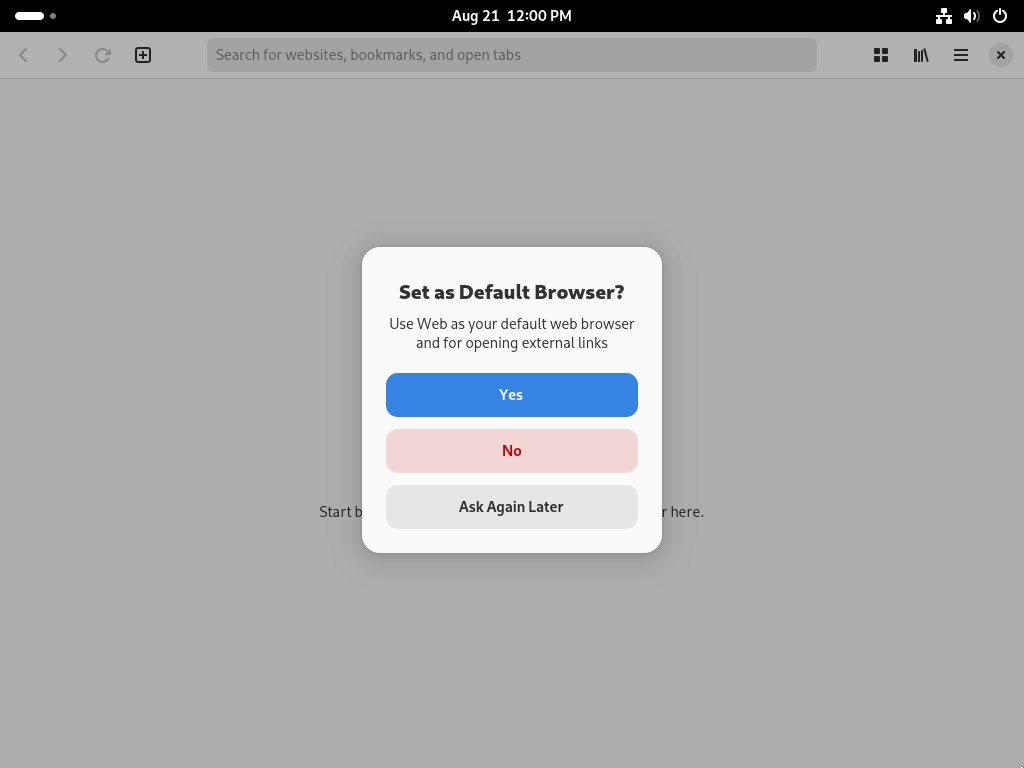 Aug 21 12:00 PM
Search for websites, bookmarks, and open tabs
Set as Default Browser?
Use Web as your default web browser
and for opening external links
Yes
No
Ask Again Later
Start
here.